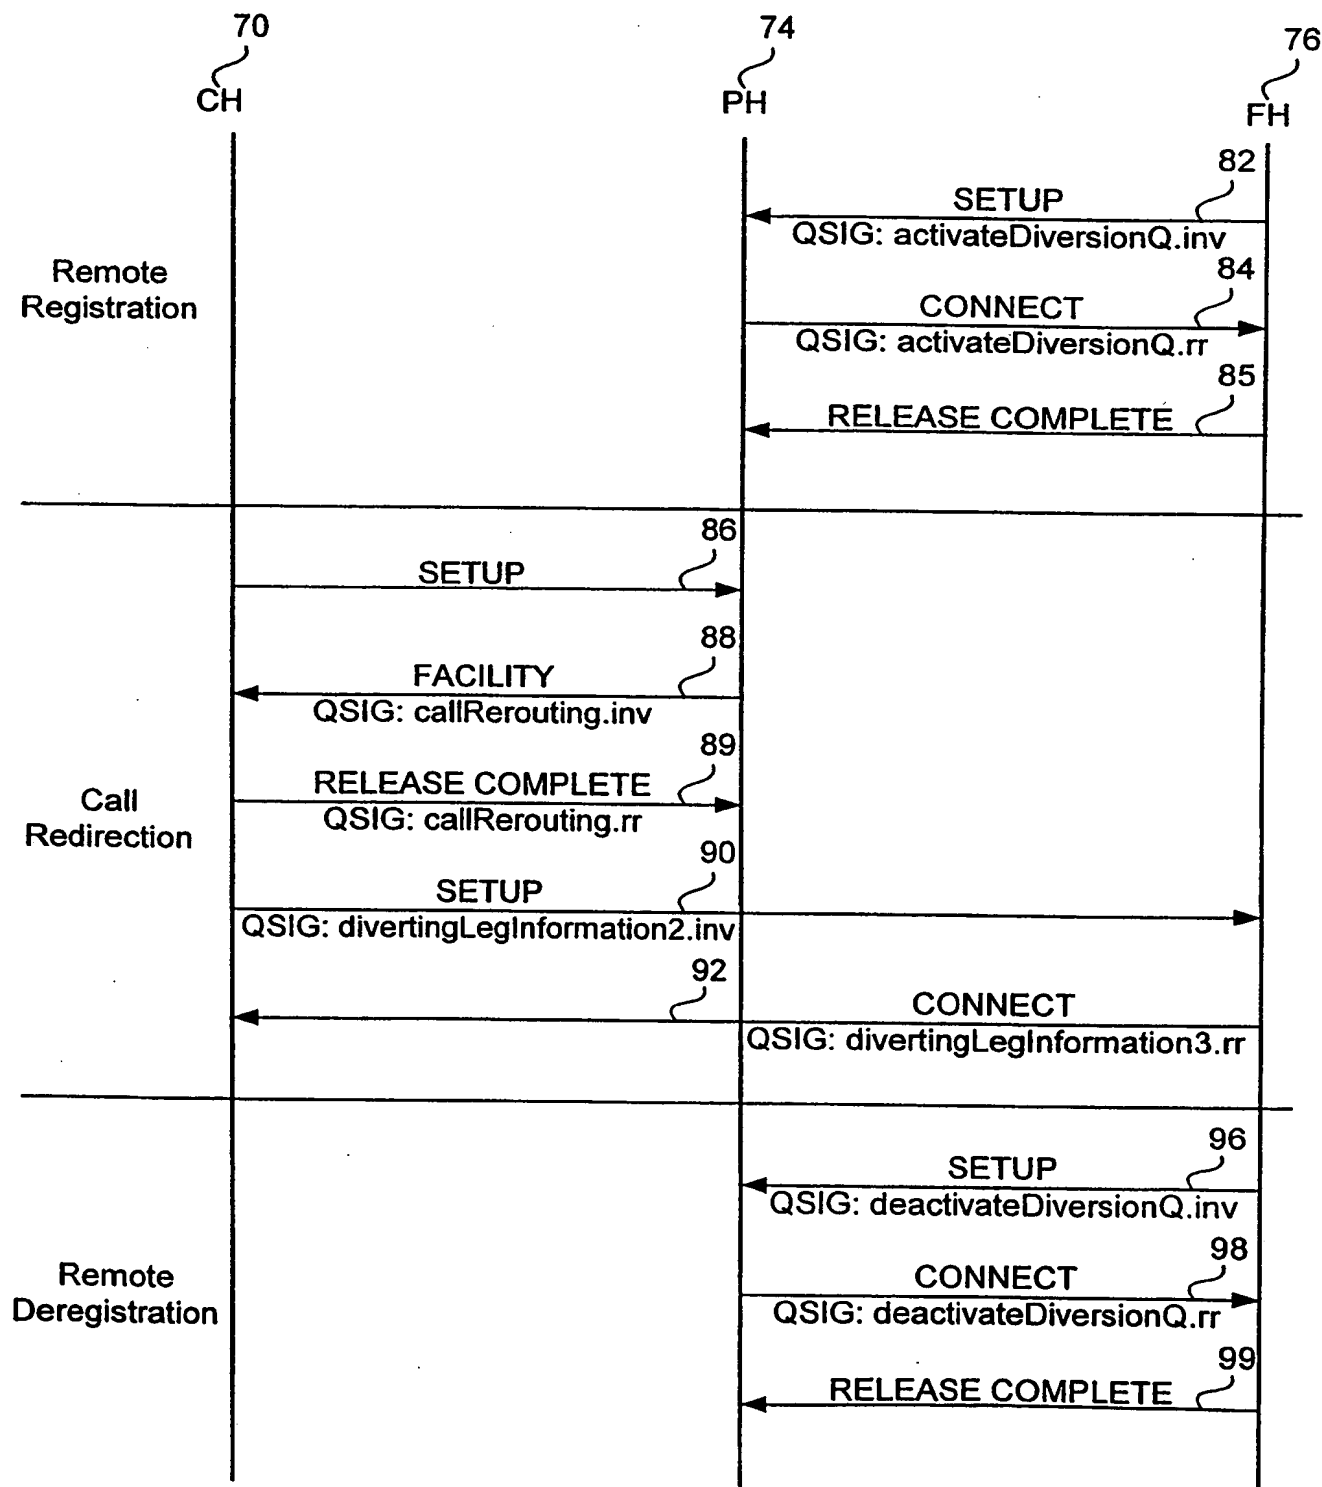 70
74
76
CH
PH
FH
82
SETUP
QSIG: activateDiversionQ.inv
84
Remote
Registration
CONNECT
QSIG: activateDiversionQ.rr
85
RELEASE COMPLETE
86
SETUP
88
FACILITY
QSIG: callRerouting.inv
89
RELEASE COMPLETE
QSIG: callRerouting.rr
Call
Redirection
90
SETUP
QSIG: divertingLegInformation2.inv
92
CONNECT
QSIG: divertingLegInformation3.rr
96
SETUP
QSIG: deactivateDiversionQ.inv
98
Remote
Deregistration
CONNECT
QSIG: deactivateDiversionQ.rr
99
RELEASE COMPLETE